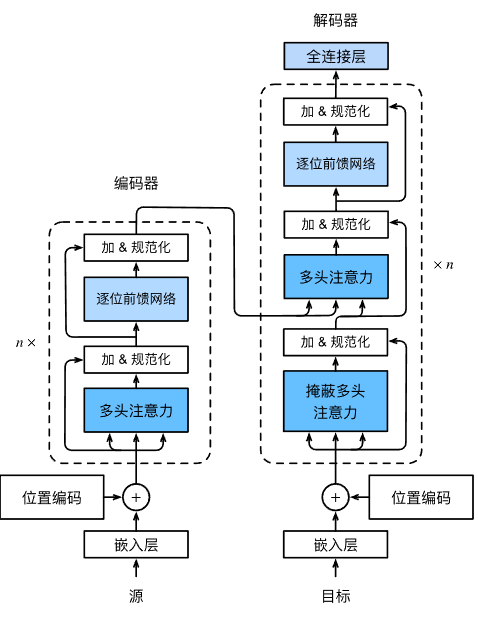 解码器
全连接层
加 & 规范化
逐位前馈网络
加 & 规范化
多头注意力
× n
加 & 规范化
掩蔽多头
注意力
位置编码
+
嵌入层
目标
编码器
加 & 规范化
逐位前馈网络
n ×
加 & 规范化
多头注意力
位置编码
+
嵌入层
源